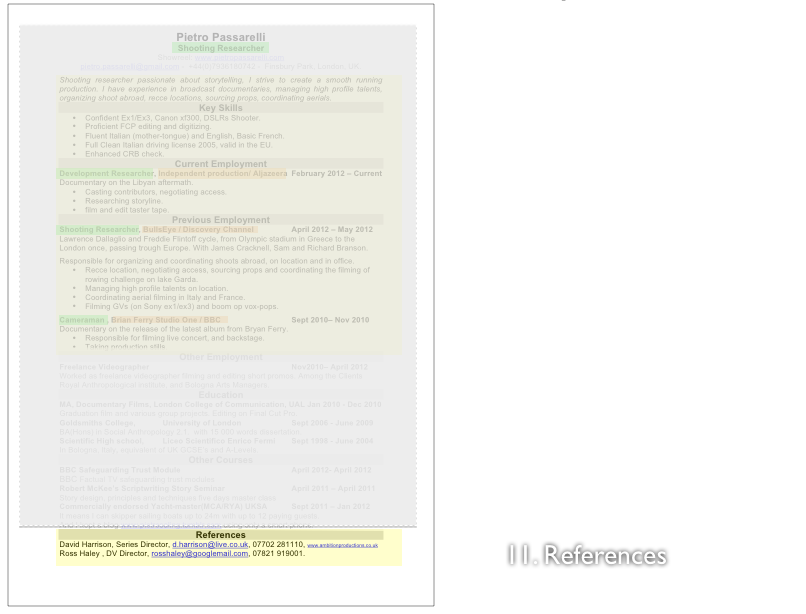 Pietro Passarelli
Shooting Researcher
Shooting researcher passionate about storytelling, I strive to create a smooth running
production. I have experience in broadcast documentaries, managing high profile talents,
organizing shoot abroad, recce locations, sourcing props, coordinating aerials.
Key Skills
• Confident Ex1/Ex3, Canon xf300, DSLRs Shooter.
• Proficient FCP editing and digitizing.
• Fluent Italian (mother-tongue) and English, Basic French.
• Full Clean Italian driving license 2005, valid in the EU.
• Enhanced CRB check.
Current Employment
Development Researcher, Independent production/ Aljazeera February 2012 – Current
Documentary on the Libyan aftermath.
• Casting contributors, negotiating access.
• Researching storyline.
• film and edit taster tape.
Previous Employment
Shooting Researcher, BullsEye / Discovery Channel April 2012 – May 2012
Lawrence Dallaglio and Freddie Flintoff cycle, from Olympic stadium in Greece to the
London once, passing trough Europe. With James Cracknell, Sam and Richard Branson.
Responsible for organizing and coordinating shoots abroad, on location and in office.
• Recce location, negotiating access, sourcing props and coordinating the filming of
rowing challenge on lake Garda.
• Managing high profile talents on location.
• Coordinating aerial filming in Italy and France.
• Filming GVs (on Sony ex1/ex3) and boom op vox-pops.
Cameraman , Brian Ferry Studio One / BBC Sept 2010– Nov 2010
Documentary on the release of the latest album from Bryan Ferry.
• Responsible for filming live concert, and backstage.
• Taking production stills.
Other Employment
Freelance Videographer Nov2010– April 2012
Education
MA, Documentary Films, London College of Communication, UAL Jan 2010 - Dec 2010
Goldsmiths College, University of London Sept 2006 – June 2009
Scientific High school, Liceo Scientifico Enrico Fermi Sept 1999 – June 2004
Other Courses
BBC Safeguarding Trust Module April 2012- April 2012
BBC Factual TV safeguarding trust modules.
Robert McKee's Scriptwriting Story Seminar April 2011 – April 2011
Commercially endorsed Yachtmaster/MCA/RYA/ UKSA Sept 2011 – Jan 2012
References
David Harrison, Series Director, d.harrison@live.co.uk, 07702 281110, www.ambitionproductions.co.uk
Ross Haley , DV Director, rosshaley@googlemail.com, 07821 919001.
11. References